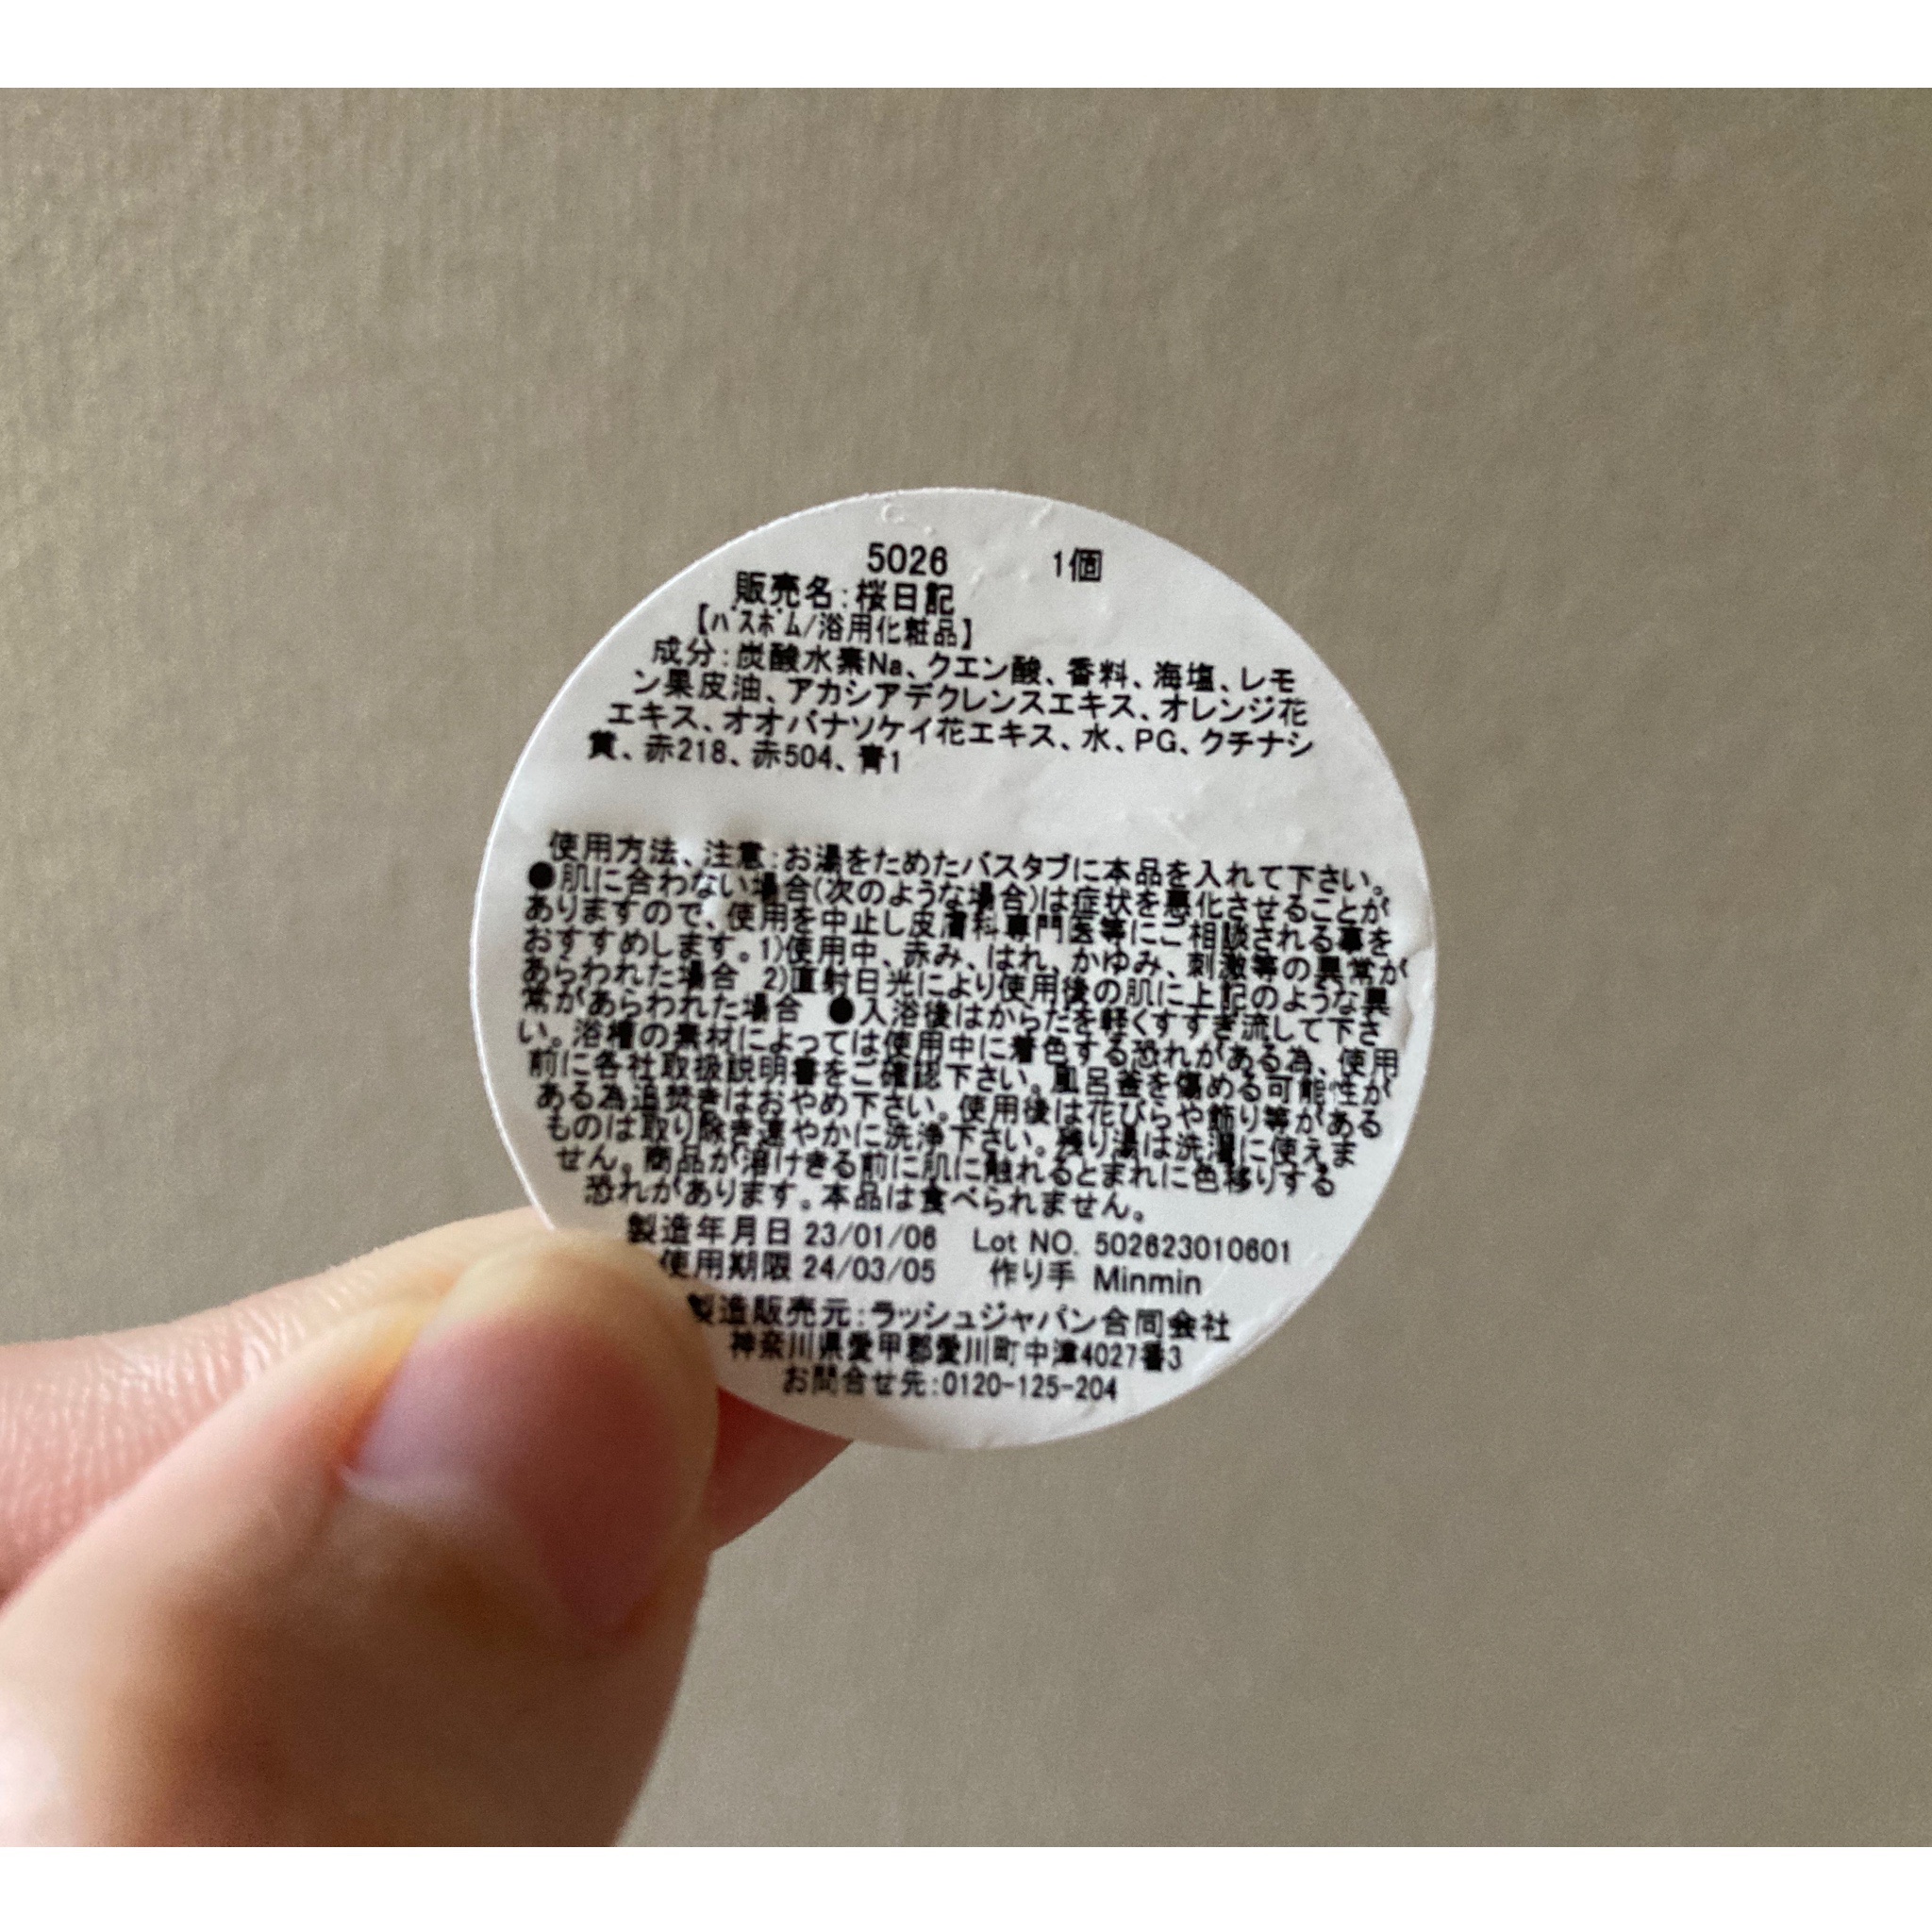 5026 1個
販売名:桜日記
【ﾊﾞｽﾎﾞﾑ/浴用化粧品】
成分:炭酸水素Na、クエン酸、香料、海塩、レモ
ン果皮油、アカシアデクレンスエキス、オレンジ花
エキス、オオバナソケイ花エキス、水、PG、クチナシ
黄、赤218、赤504、青1
使用方法、注意:お湯をためたバスタブに本品を入れて下さい。
●肌に合わない場合(次のような場合)は症状を悪化させることが
ありますので、使用を中止し皮膚科専門医等にご相談される事を
おすすめします。1)使用中、赤み、はれ、かゆみ、刺激等の異常が
あらわれた場合 2)直射日光により使用後の肌に上記のような異
常があらわれた場合 ●入浴後はからだを軽くすすぎ流して下さ
い。浴槽の素材によっては使用中に着色する恐れがある為、使用
前に各社取扱説明書をご確認下さい。風呂釜を傷める可能性が
ある為追焚きはおやめ下さい。使用後は花びらや飾り等がある
ものは取り除き速やかに洗浄下さい。残り湯は洗濯に使えま
せん。商品が溶けきる前に肌に触れるとまれに色移りする
恐れがあります。本品は食べられません。
製造年月日 23/01/06 Lot NO. 502623010601
使用期限 24/03/05 作り手 Minmin
製造販売元:ラッシュジャパン合同会社
神奈川県愛甲郡愛川町中津4027番3
お問合せ先:0120-125-204